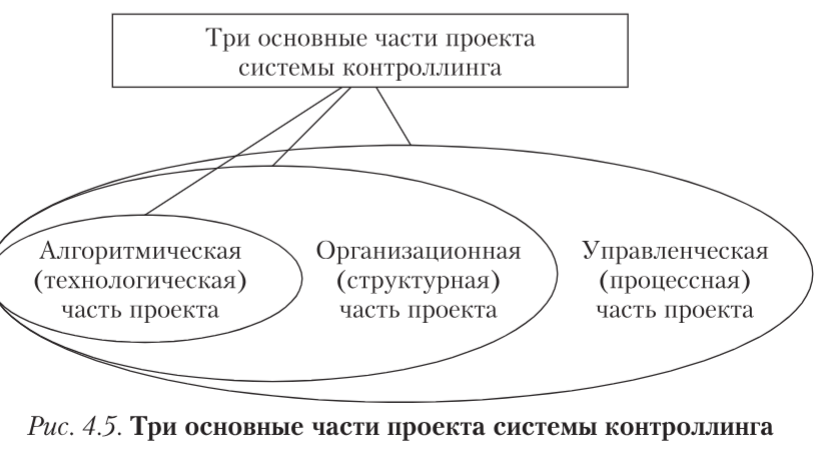 Три основные части проекта
системы контроллинга
Алгоритмическая
(технологическая)
часть проекта
Организационная
(структурная)
часть проекта
Управленческая
(процессная)
часть проекта
Рис. 4.5. Три основные части проекта системы контроллинга